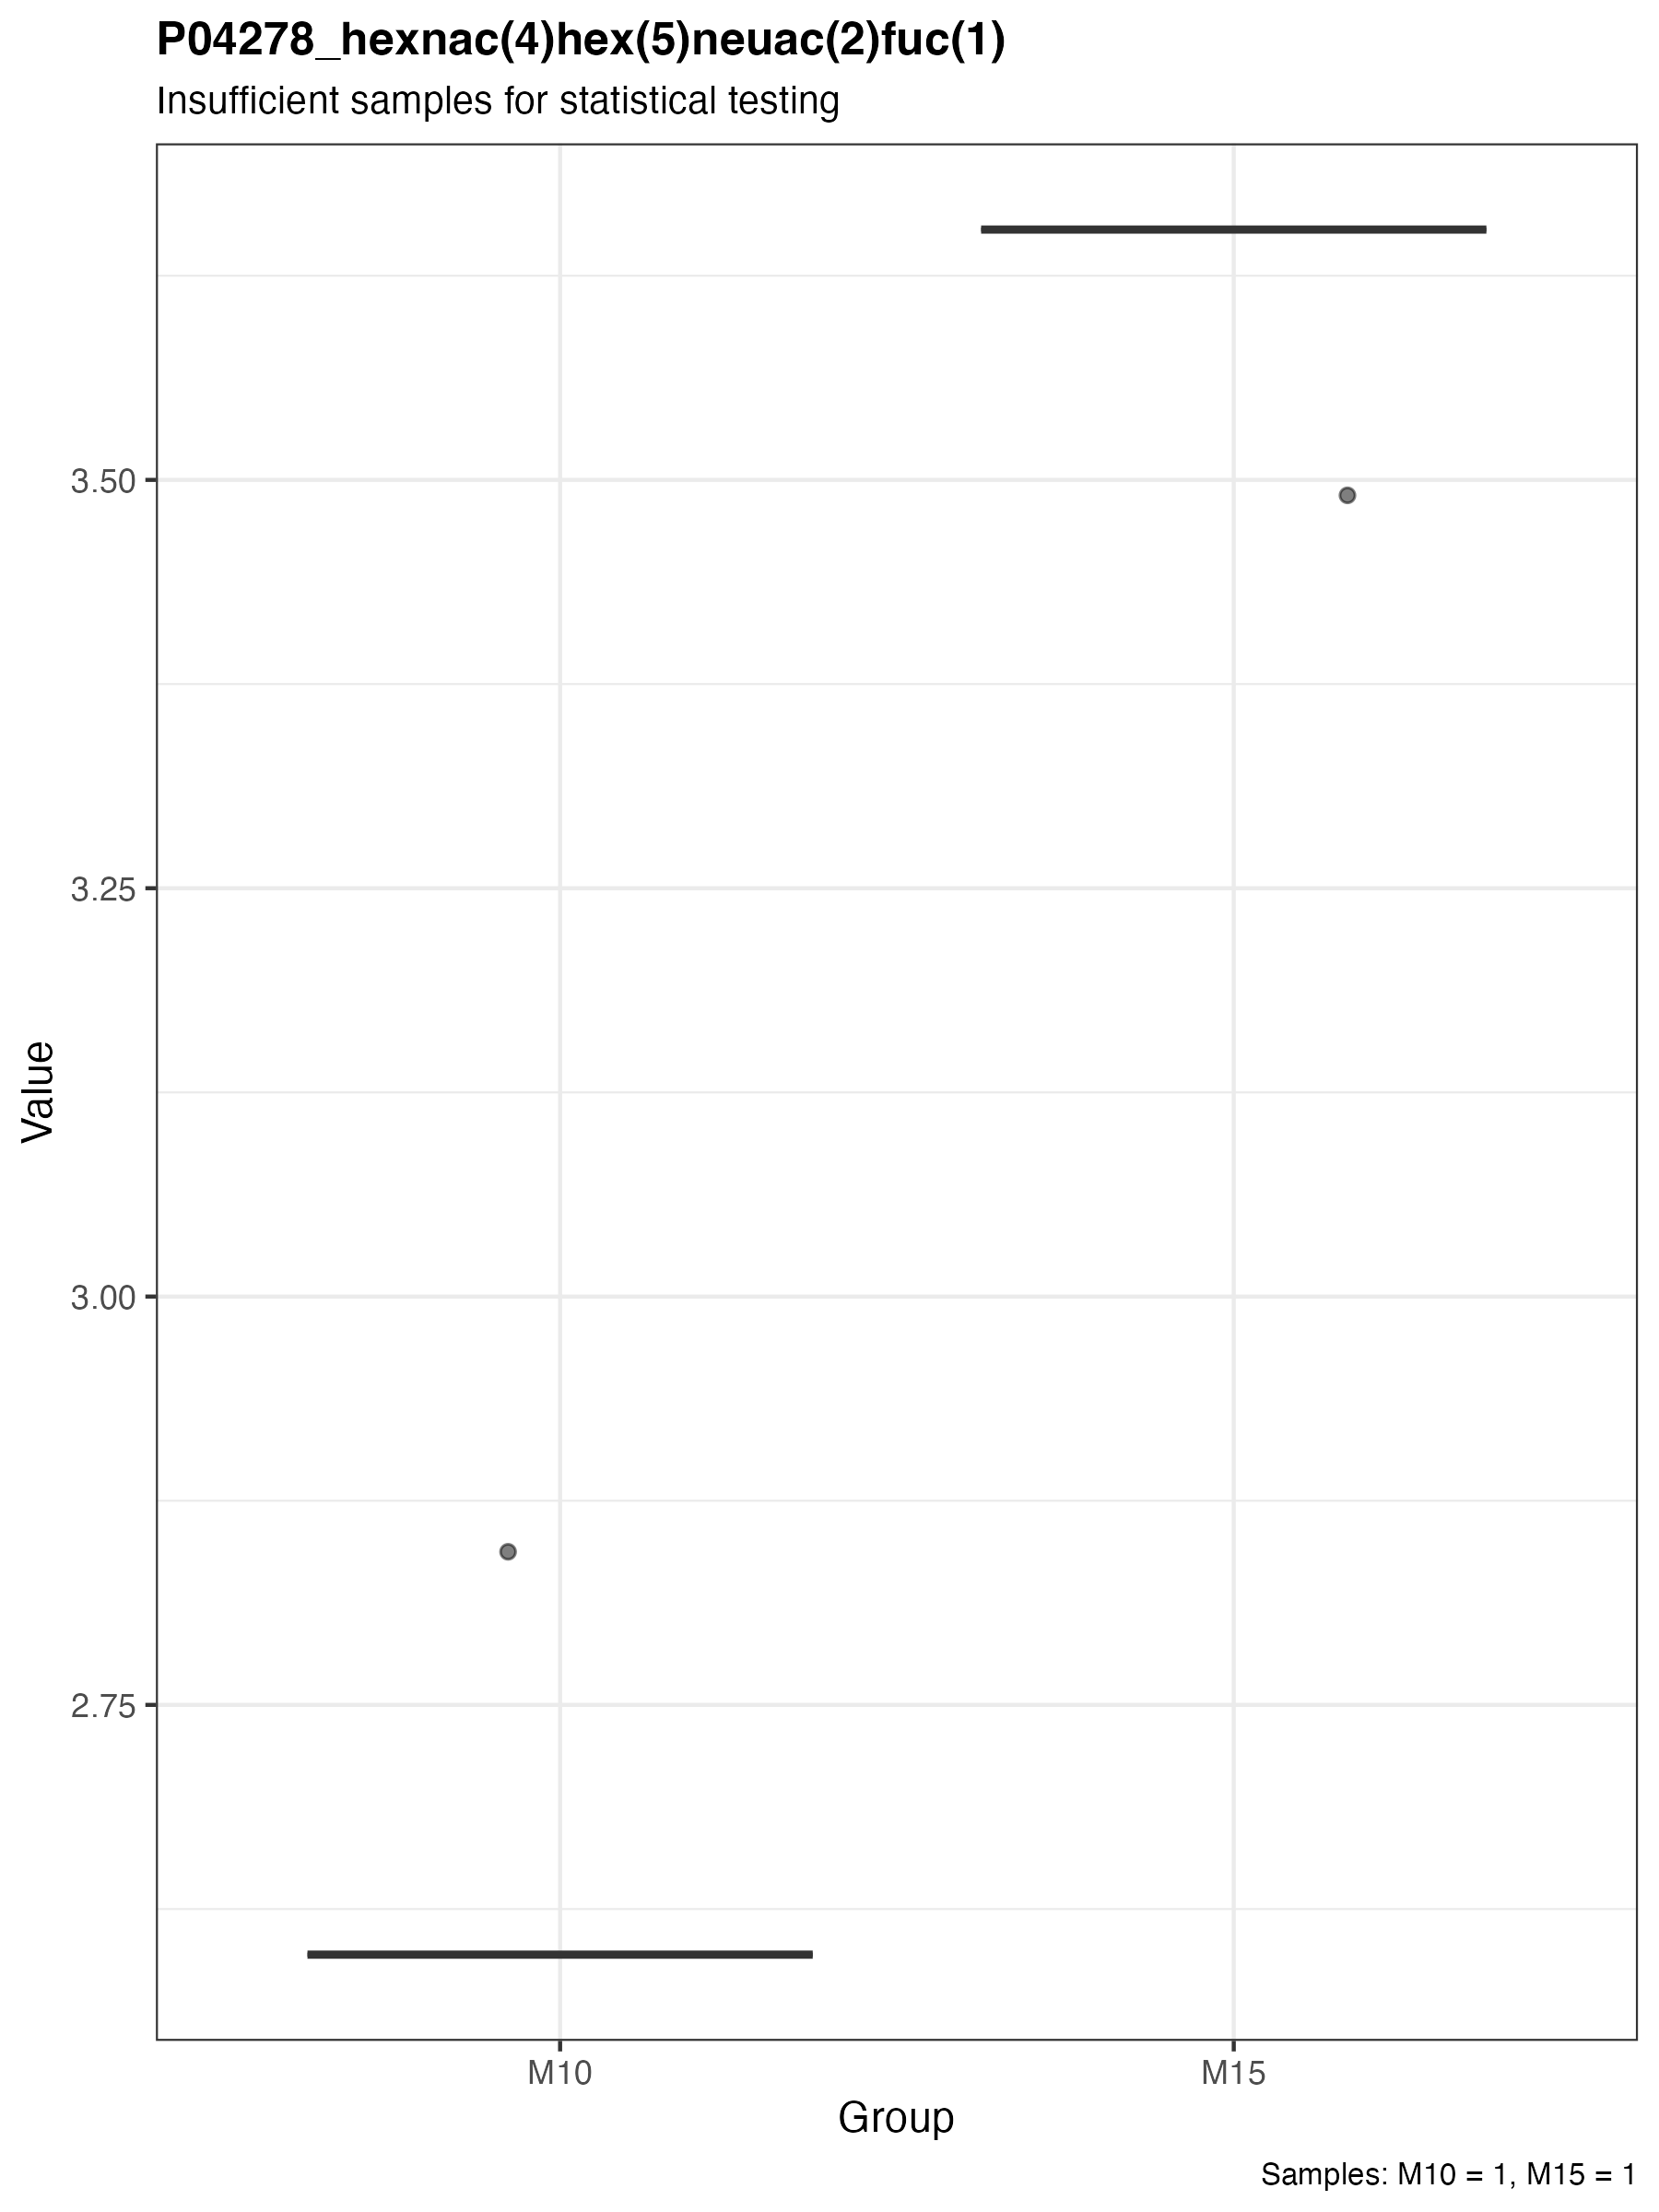 P04278_hexnac(4)hex(5)neuac(2)fuc(1)
Insufficient samples for statistical testing
Value
3.50
3.25
3.00
2.75
M10
M15
Group
Samples: M10 = 1, M15 = 1